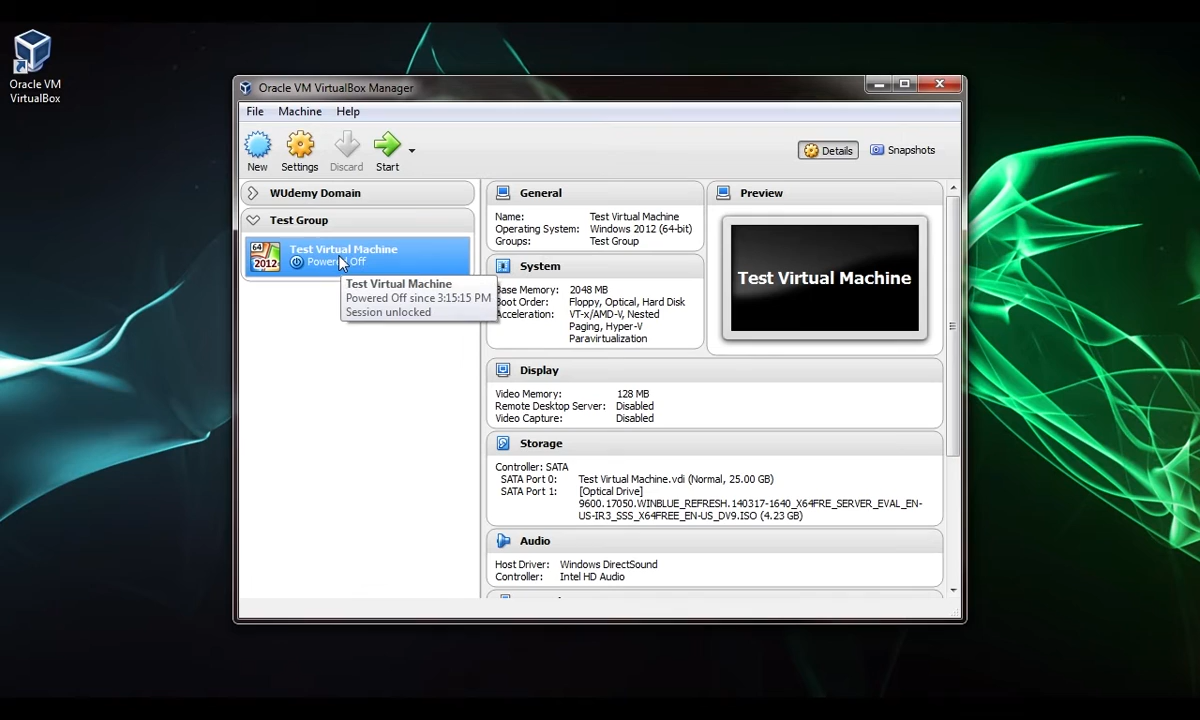 Oracle VM
VirtualBox
Oracle VM VirtualBox Manager
File Machine Help
New Settings Discard Start
Details Snapshots
WUdemy Domain
Test Group
64
2012
Test Virtual Machine
Powered Off
Test Virtual Machine
Powered Off since 3:15:15 PM
Session unlocked
General
Name: Test Virtual Machine
Operating System: Windows 2012 (64-bit)
Groups: Test Group
System
Base Memory: 2048 MB
Boot Order: Floppy, Optical, Hard Disk
Acceleration: VT-x/AMD-V, Nested
Paging, Hyper-V
Paravirtualization
Preview
Test Virtual Machine
Display
Video Memory: 128 MB
Remote Desktop Server: Disabled
Video Capture: Disabled
Storage
Controller: SATA
SATA Port 0: Test Virtual Machine.vdi (Normal, 25.00 GB)
SATA Port 1: [Optical Drive]
9600.17050.WINBLUE_REFRESH.140317-1640_X64FRE_SERVER_EVAL_EN-
US-IR3_SSS_X64FREE_EN-US_DV9.ISO (4.23 GB)
Audio
Host Driver: Windows DirectSound
Controller: Intel HD Audio